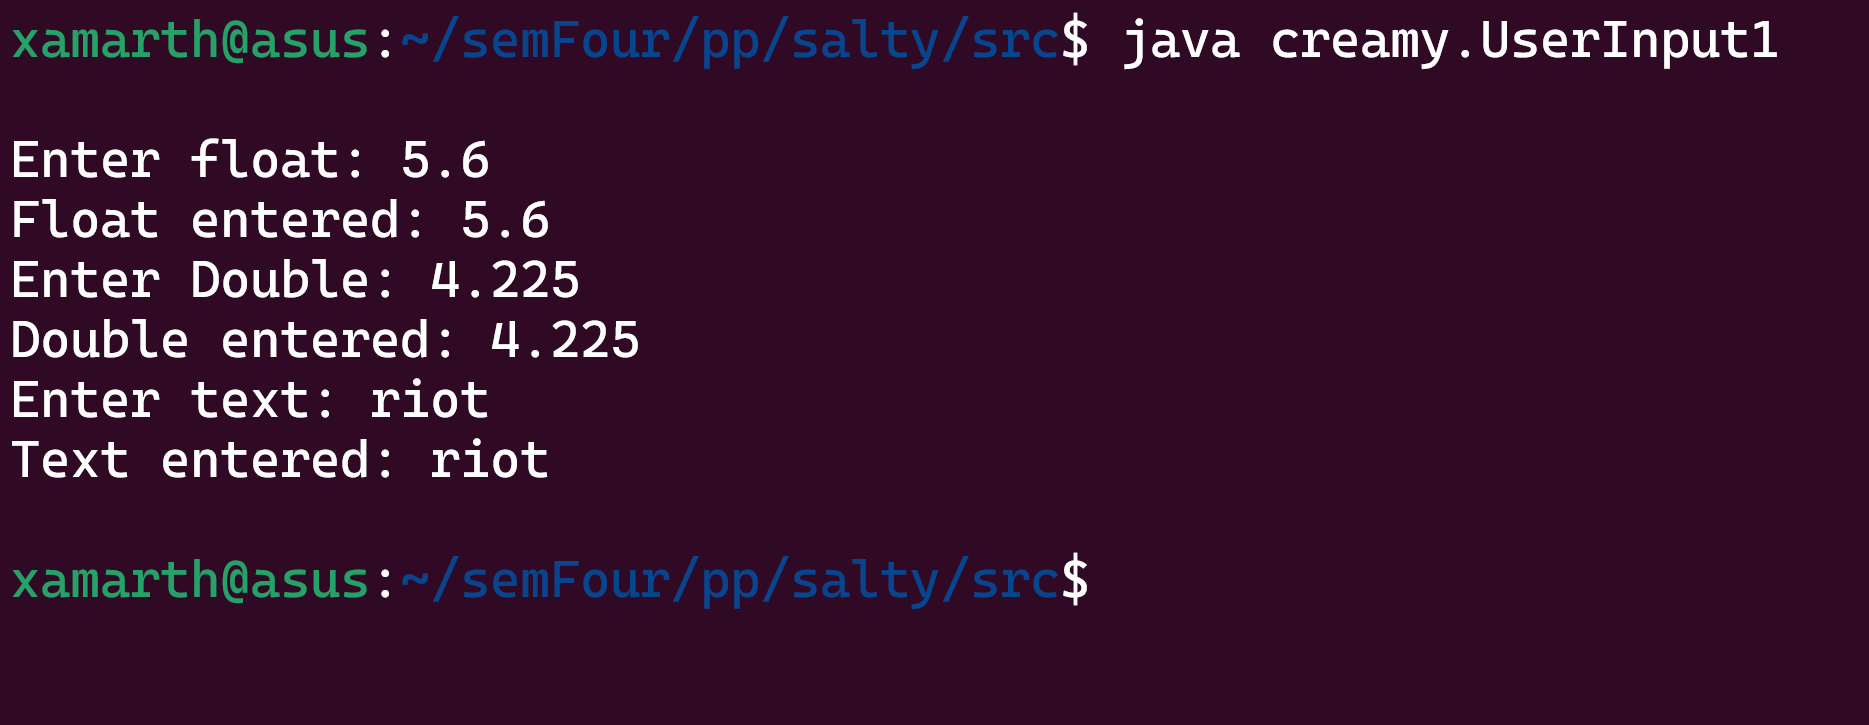 xamarth@asus:~/semFour/pp/salty/src$ java creamy.UserInput1
Enter float: 5.6
Float entered: 5.6
Enter Double: 4.225
Double entered: 4.225
Enter text: riot
Text entered: riot
xamarth@asus:~/semFour/pp/salty/src$